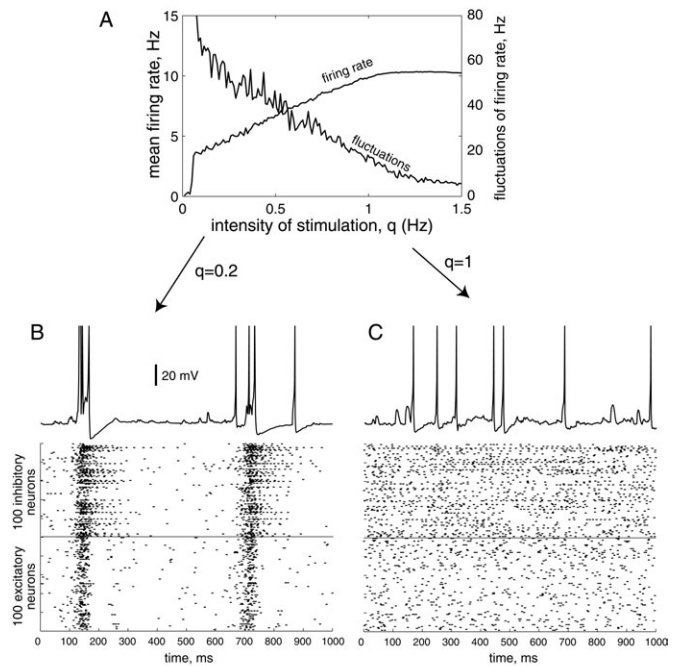 A
mean firing rate, Hz
15
10
5
0
80
60
40
20
0
fluctuations of firing rate, Hz
firing rate
fluctuations
0
0.5
1
1.5
intensity of stimulation, q (Hz)
q=0.2
q=1
B
20 mV
C
100 inhibitory
neurons
100 excitatory
neurons
0 100 200 300 400 500 600 700 800 900 1000
time, ms
0 100 200 300 400 500 600 700 800 900 1000
time, ms